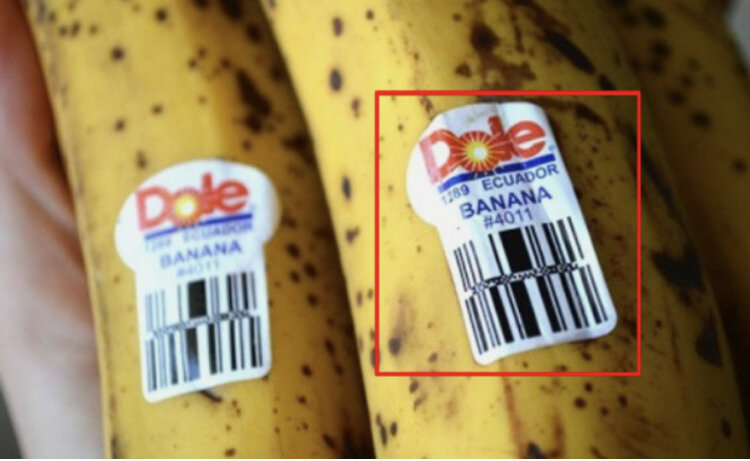 Dole
1289 ECUADOR
BANANA
#4011
Dole
1289 ECUADOR
BANANA
#4011